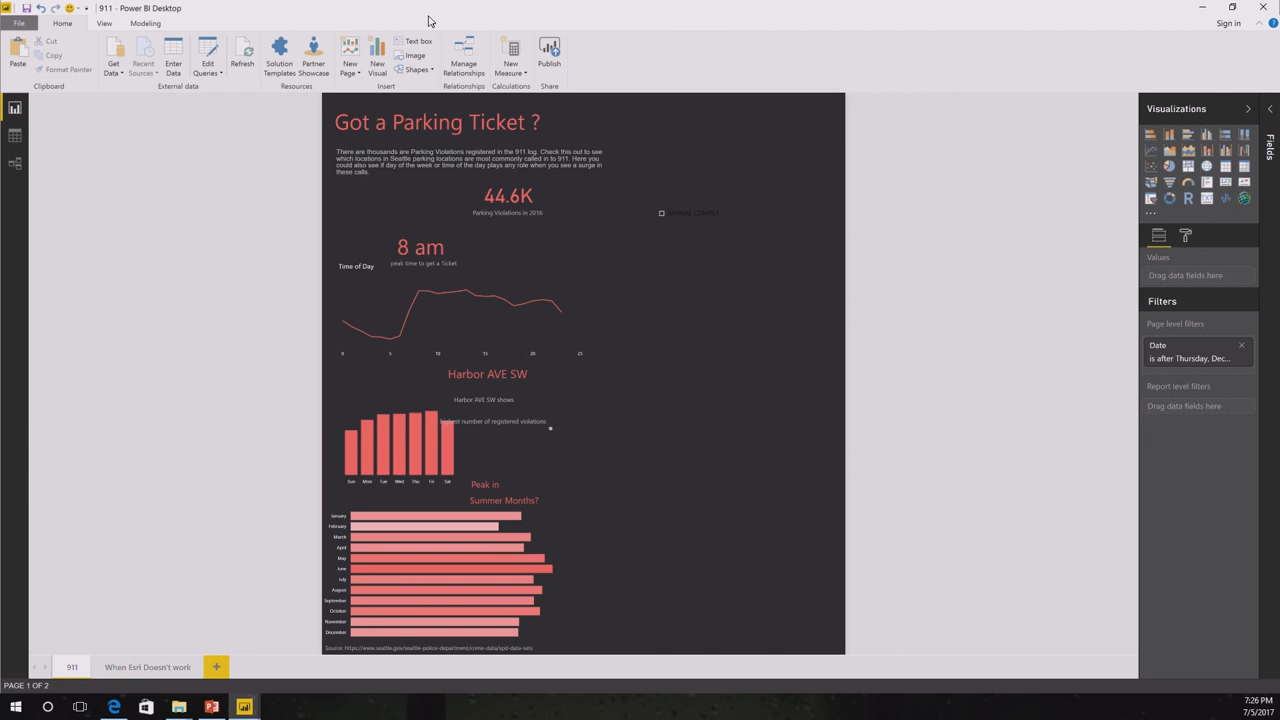 911 - Power BI Desktop
File
Home
View
Modeling
Sign in
Paste
Cut
Copy
Format Painter
Clipboard
Get Data
Recent Sources
Enter Data
Edit Queries
Refresh
External data
Solution Templates
Partner Showcase
Resources
New Page
New Visual
Text box
Image
Shapes
Insert
Manage Relationships
Relationships
New Measure
Calculations
Publish
Share
Got a Parking Ticket ?
There are thousands are Parking Violations registered in the 911 log. Check this out to see
which locations in Seattle parking locations are most commonly called in to 911. Here you
could also see if day of the week or time of the day plays any role when you see a surge in
these calls.
44.6K
Parking Violations in 2016
8 am
peak time to get a Ticket
Time of Day
0 5 10 15 20 25
Harbor AVE SW
Harbor AVE SW shows
highest number of registered violations
Sun Mon Tue Wed Thu Fri Sat
Peak in
Summer Months?
January
February
March
April
May
June
July
August
September
October
November
December
Source: https://www.seattle.gov/seattle-police-department/crime-data/spd-data-sets
Visualizations
Fields
R
Values
Drag data fields here
Filters
Page level filters
Date
is after Thursday, Dec...
Report level filters
Drag data fields here
911
When Esri Doesn't work
PAGE 1 OF 2
7:26 PM
7/5/2017